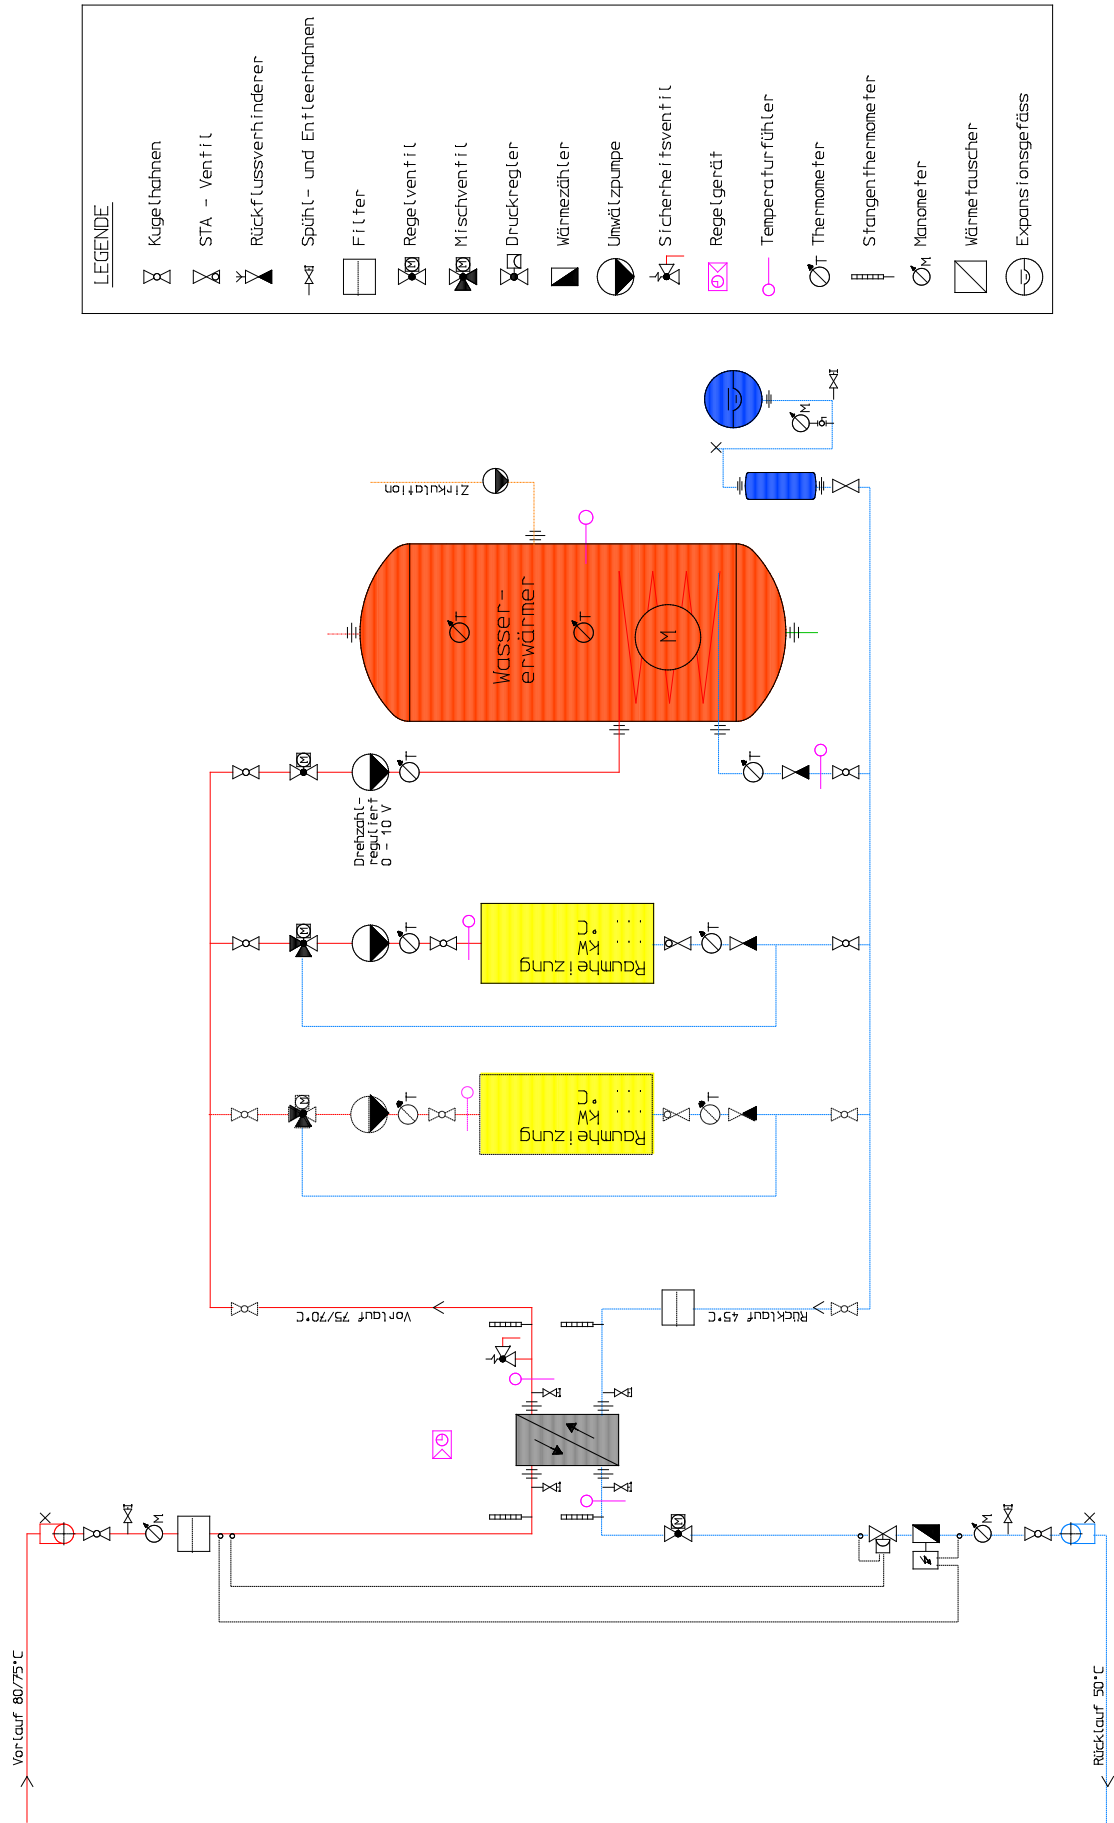 LEGENDE
Kugelhahnen
STA - Ventil
Rückflussverhinderer
Spühl- und Entleerhahnen
Filter
M
Regelventil
M
Mischventil
Druckregler
Wärmezähler
Umwälzpumpe
Sicherheitsventil
Regelgerät
Temperaturfühler
T
Thermometer
Stangenthermometer
M
Manometer
Wärmetauscher
Expansionsgefäss
Zirkulation
M
Wasser-
erwärmer
T
T
M
M
T
T
Drehzahl-
reguliert
0 - 10 V
M
T
Raumheizung
kW ...
°C ...
T
M
T
Raumheizung
kW ...
°C ...
T
Vorlauf 75/70°C
Rücklauf 45°C
M
M
M
Vorlauf 80/75°C
Rücklauf 50°C